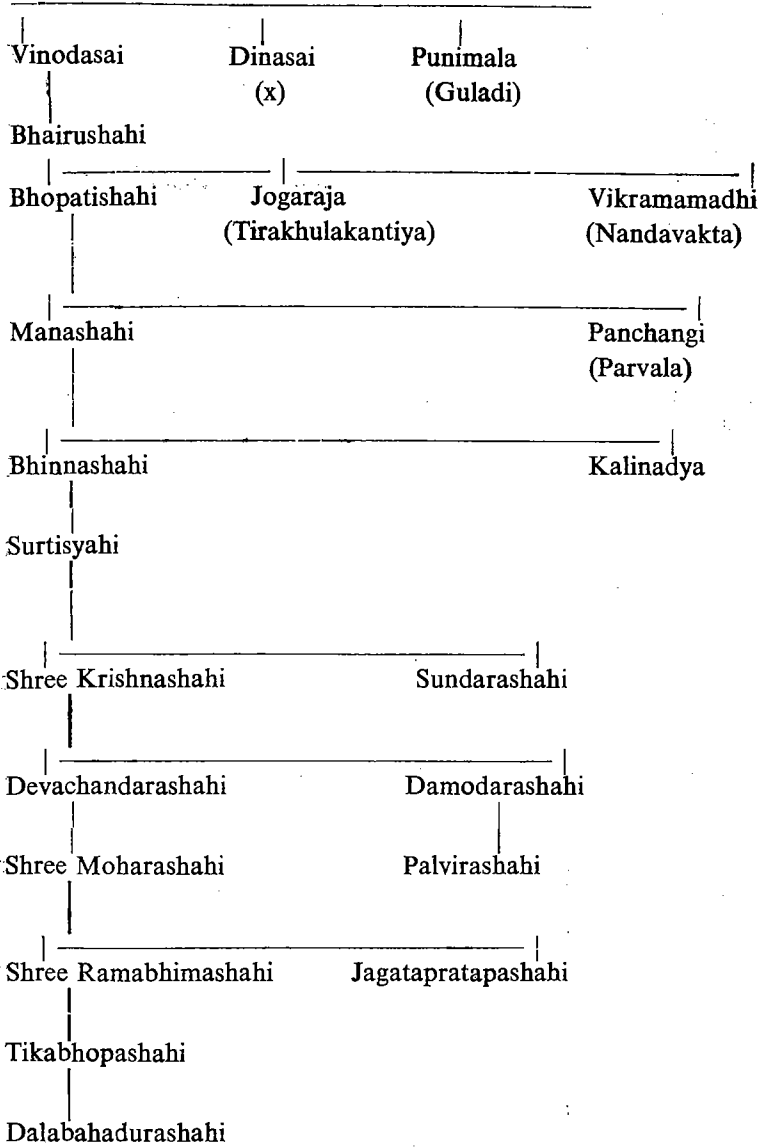 Vinodasai Dinasai Punimala
(x) (Guladi)
Bhairushahi
Bhopatishahi Jogaraja Vikramamadhi
(Tirakhulakantiya) (Nandavakta)
Manashahi Panchangi
(Parvala)
Bhinnashahi Kalinadya
Surtisyahi
Shree Krishnashahi Sundarashahi
Devachandarashahi Damodarashahi
Shree Moharashahi Palvirashahi
Shree Ramabhimashahi Jagatapratapashahi
Tikabhopashahi
Dalabahadurashahi